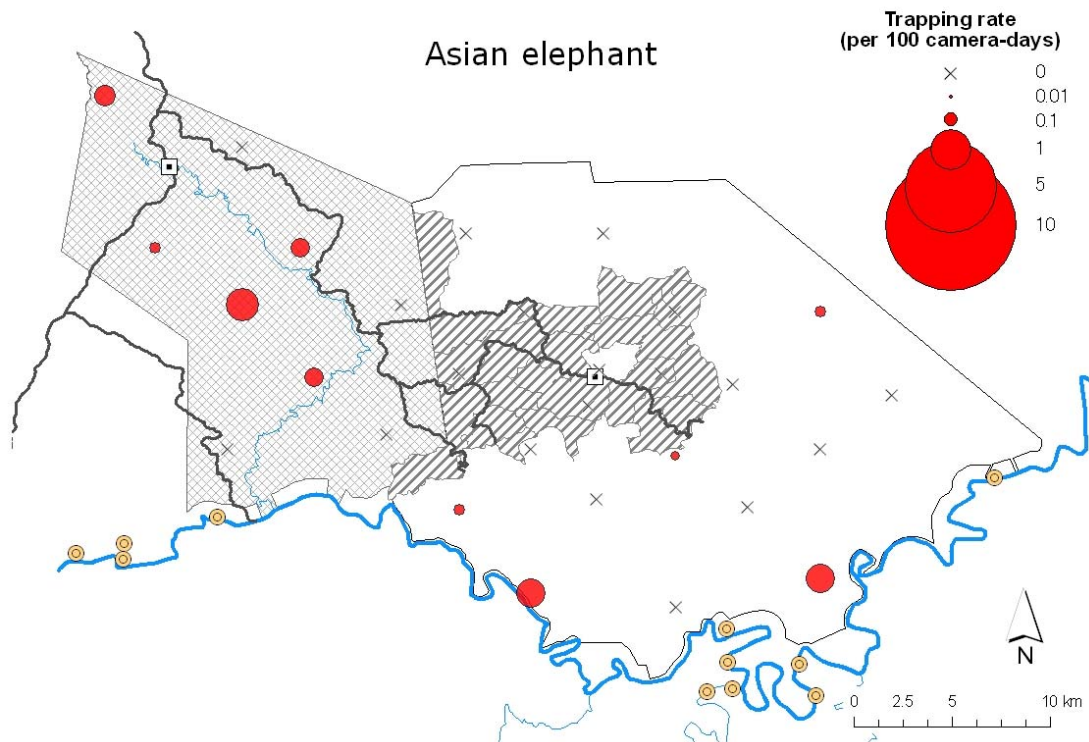 Trapping rate
(per 100 camera-days)
Asian elephant
0
0.01
0.1
1
5
10
N
0 2.5 5 10 km